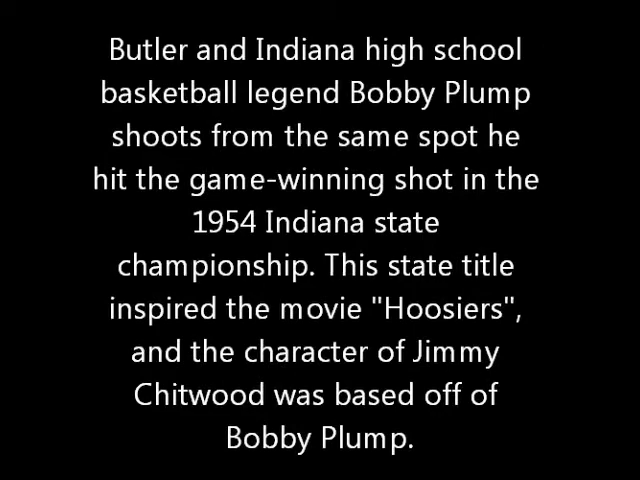 Butler and Indiana high school
basketball legend Bobby Plump
shoots from the same spot he
hit the game-winning shot in the
1954 Indiana state
championship. This state title
inspired the movie "Hoosiers",
and the character of Jimmy
Chitwood was based off of
Bobby Plump.